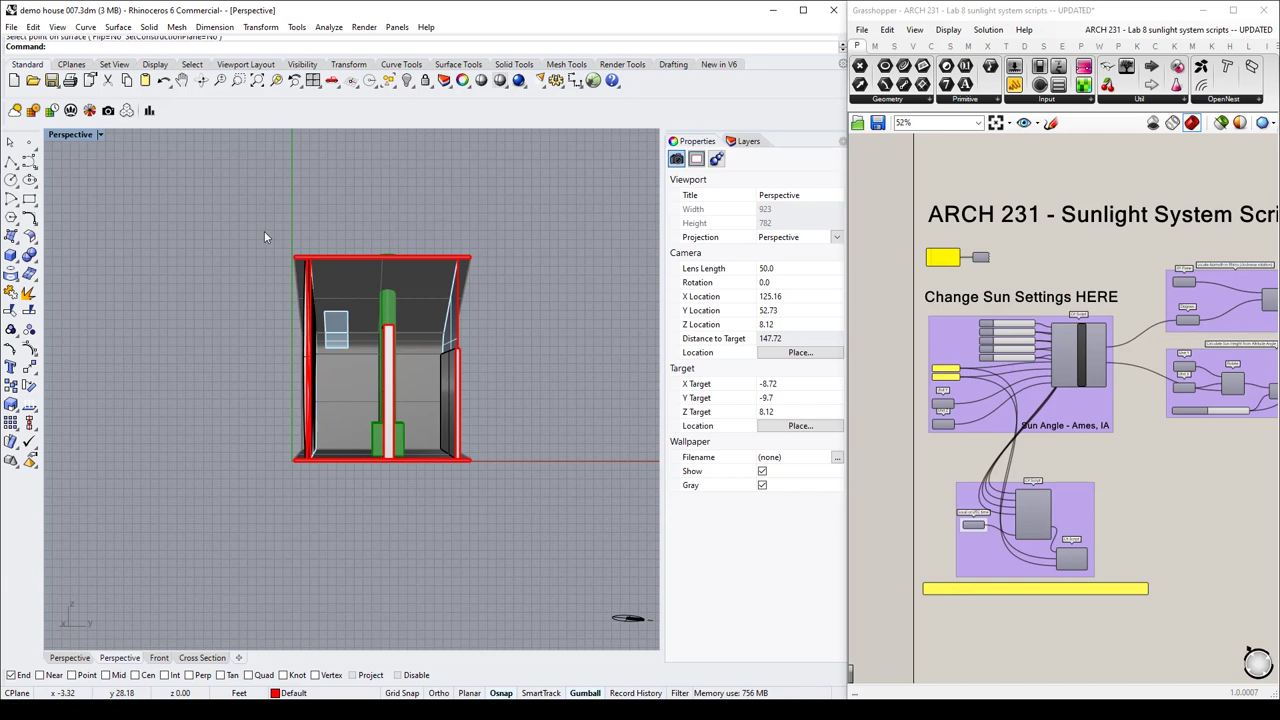 demo house 007.3dm (3 MB) - Rhinoceros 6 Commercial- - [Perspective]
File Edit View Curve Surface Solid Mesh Dimension Transform Tools Analyze Render Panels Help
Select point on surface ( Flip=No SetConstructionPlane=No )
Command:
Standard CPlanes Set View Display Select Viewport Layout Visibility Transform Curve Tools Surface Tools Solid Tools Mesh Tools Render Tools Drafting New in V6
Perspective
Properties Layers
Viewport
Title Perspective
Width 923
Height 782
Projection Perspective
Camera
Lens Length 50.0
Rotation 0.0
X Location 125.16
Y Location 52.73
Z Location 8.12
Distance to Target 147.72
Location Place...
Target
X Target -8.72
Y Target -9.7
Z Target 8.12
Location Place...
Wallpaper
Filename (none) ...
Show
Gray
z
y
Perspective Perspective Front Cross Section
End Near Point Mid Cen Int Perp Tan Quad Knot Vertex Project Disable
CPlane x -3.32 y 28.18 z 0.00 Feet Default Grid Snap Ortho Planar Osnap SmartTrack Gumball Record History Filter Memory use: 756 MB
Grasshopper - ARCH 231 - Lab 8 sunlight system scripts -- UPDATED*
File Edit View Display Solution Help ARCH 231 - Lab 8 sunlight system scripts -- UPDATED
P M S V C S M I T D W L H K L B
Geometry Primitive Input Util OpenNest
52%
ARCH 231 - Sunlight System Scri
Change Sun Settings HERE
Sun Angle - Ames, IA
1.0.0007